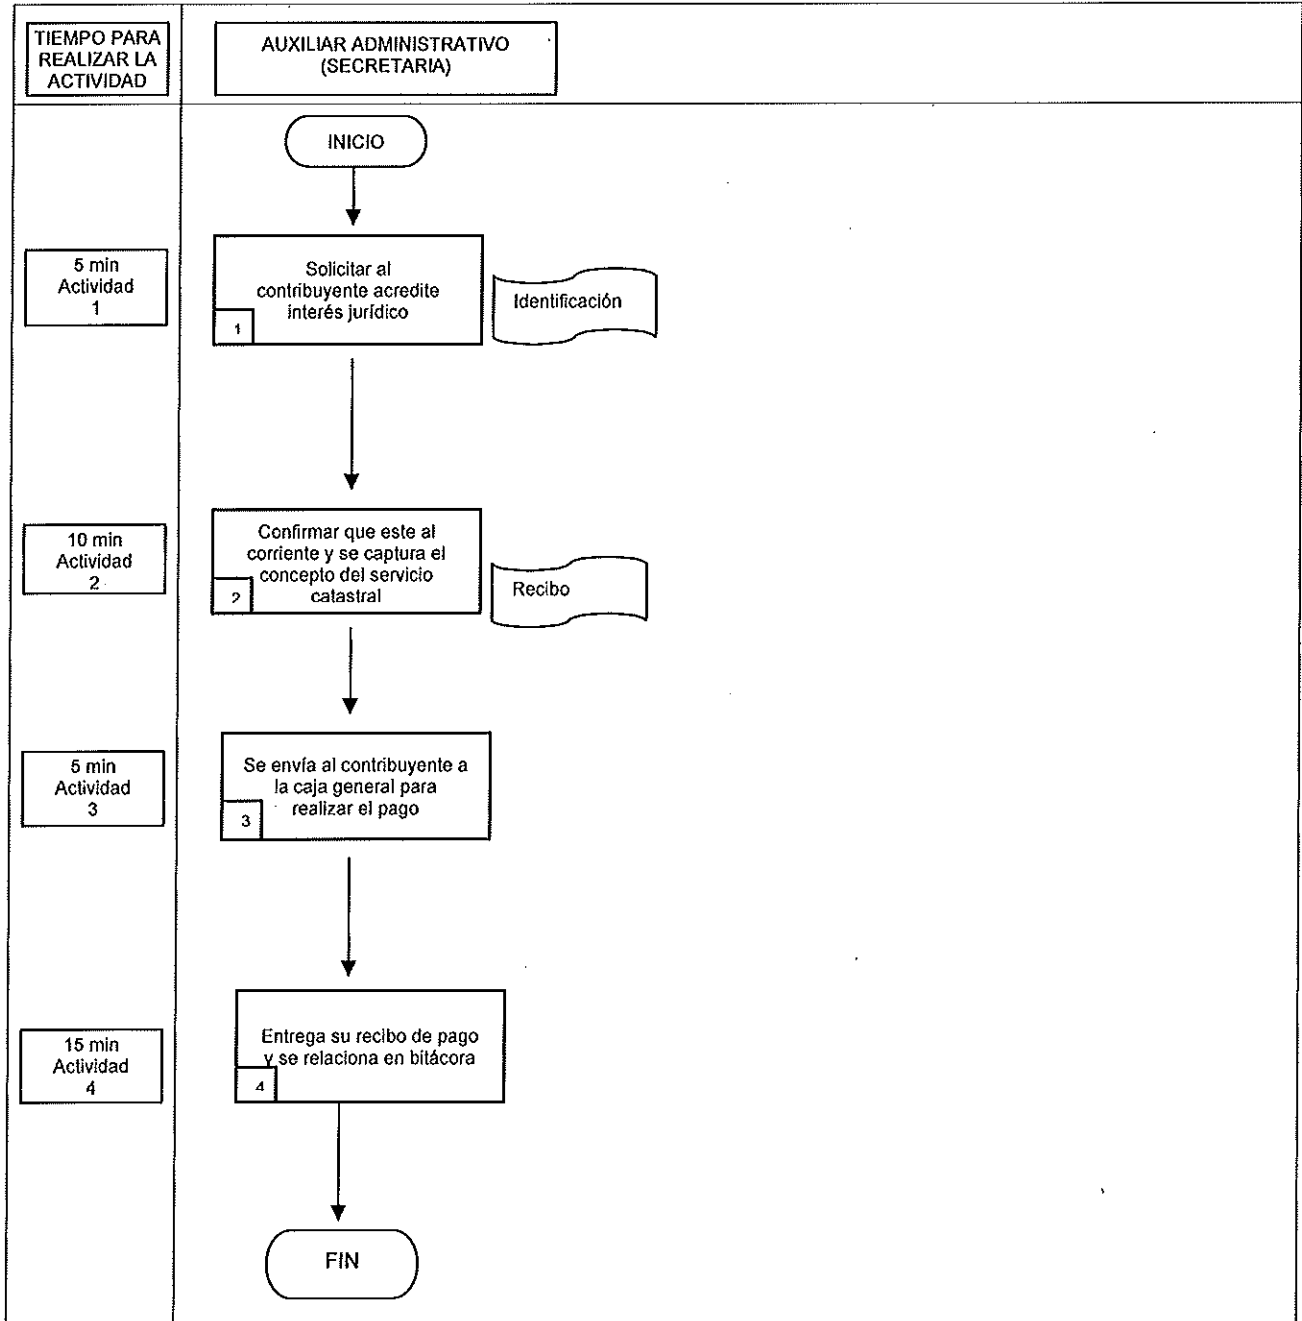 TIEMPO PARA
REALIZAR LA
ACTIVIDAD
AUXILIAR ADMINISTRATIVO
(SECRETARIA)
INICIO
5 min
Actividad
1
Solicitar al
contribuyente acredite
interés jurídico
1
Identificación
10 min
Actividad
2
Confirmar que este al
corriente y se captura el
concepto del servicio
catastral
2
Recibo
5 min
Actividad
3
Se envía al contribuyente a
la caja general para
realizar el pago
3
15 min
Actividad
4
Entrega su recibo de pago
y se relaciona en bitácora
4
FIN